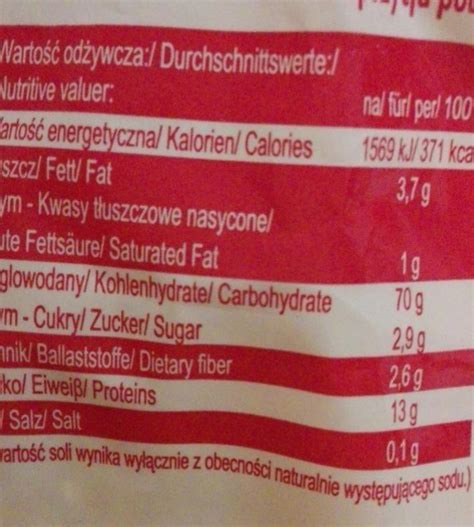 Wartość odżywcza:/ Durchschnittswerte:/
Nutritive valuer: na/ für/ per/ 100
Wartość energetyczna/ Kalorien/ Calories 1569 kJ/ 371 kca
uszcz/ Fett/ Fat 3,7 g
ym - Kwasy tłuszczowe nasycone/
ute Fettsäure/ Saturated Fat 1 g
glowodany/ Kohlenhydrate/ Carbohydrate 70 g
ym - Cukry/ Zucker/ Sugar 2,9 g
nnik/ Ballaststoffe/ Dietary fiber 2,6 g
łko/ Eiweiß/ Proteins 13 g
/ Salz/ Salt 0,1 g
wartość soli wynika wyłącznie z obecności naturalnie występującego sodu.)